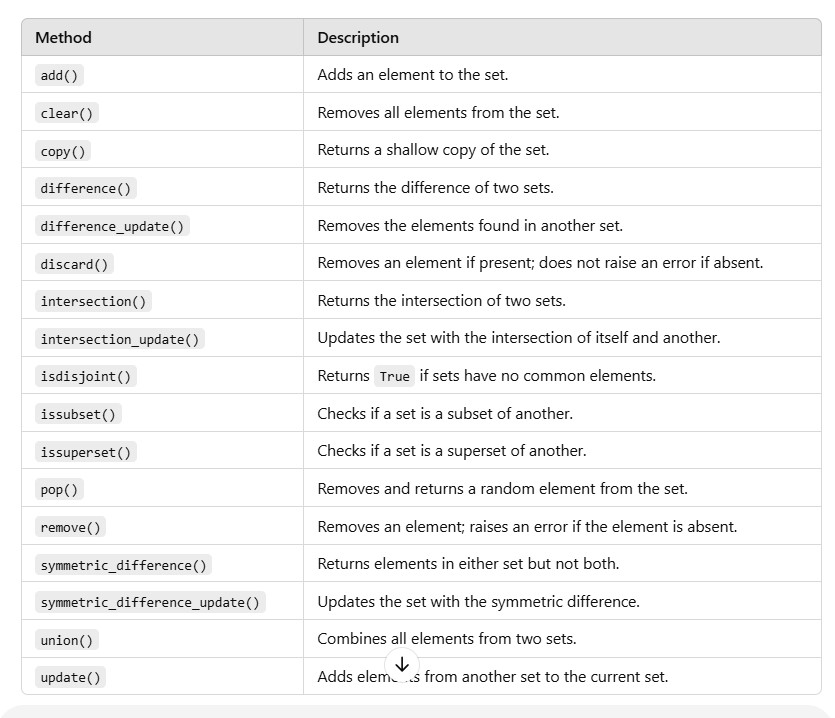 Method Description
add() Adds an element to the set.
clear() Removes all elements from the set.
copy() Returns a shallow copy of the set.
difference() Returns the difference of two sets.
difference_update() Removes the elements found in another set.
discard() Removes an element if present; does not raise an error if absent.
intersection() Returns the intersection of two sets.
intersection_update() Updates the set with the intersection of itself and another.
isdisjoint() Returns True if sets have no common elements.
issubset() Checks if a set is a subset of another.
issuperset() Checks if a set is a superset of another.
pop() Removes and returns a random element from the set.
remove() Removes an element; raises an error if the element is absent.
symmetric_difference() Returns elements in either set but not both.
symmetric_difference_update() Updates the set with the symmetric difference.
union() Combines all elements from two sets.
update() Adds elements from another set to the current set.